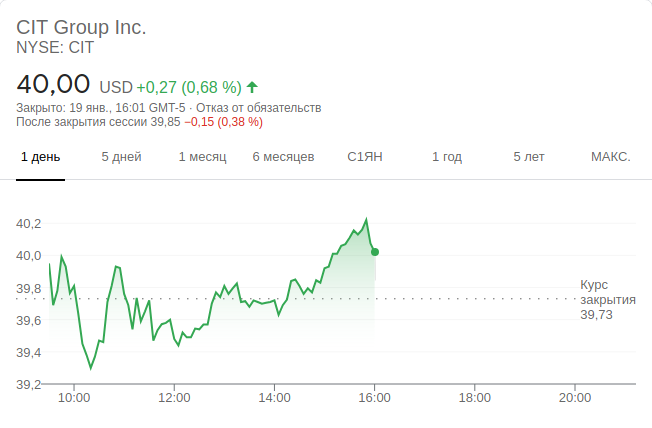 CIT Group Inc.
NYSE: CIT
40,00 USD +0,27 (0,68 %)
Закрыто: 19 янв., 16:01 GMT-5 · Отказ от обязательств
После закрытия сессии 39,85 −0,15 (0,38 %)
1 день 5 дней 1 месяц 6 месяцев С1ЯН 1 год 5 лет МАКС.
40,2
40,0
39,8
39,6
39,4
39,2
Курс
закрытия
39,73
10:00 12:00 14:00 16:00 18:00 20:00